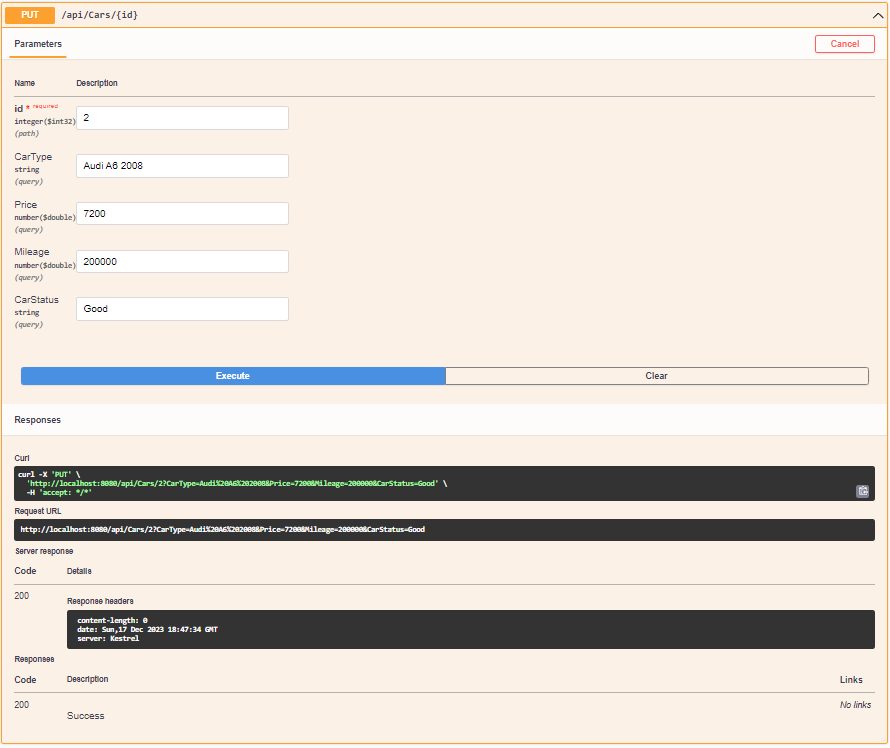 PUT /api/Cars/{id}
Parameters Cancel
Name Description
id * required
integer($int32)
(path)
2
CarType
string
(query)
Audi A6 2008
Price
number($double)
(query)
7200
Mileage
number($double)
(query)
200000
CarStatus
string
(query)
Good
Execute Clear
Responses
Curl
curl -X 'PUT' \
'http://localhost:8080/api/Cars/2?CarType=Audi%20A6%202008&Price=7200&Mileage=200000&CarStatus=Good' \
-H 'accept: */*'
Request URL
http://localhost:8080/api/Cars/2?CarType=Audi%20A6%202008&Price=7200&Mileage=200000&CarStatus=Good
Server response
Code Details
200
Response headers
content-length: 0
date: Sun,17 Dec 2023 18:47:34 GMT
server: Kestrel
Responses
Code Description Links
200 No links
Success